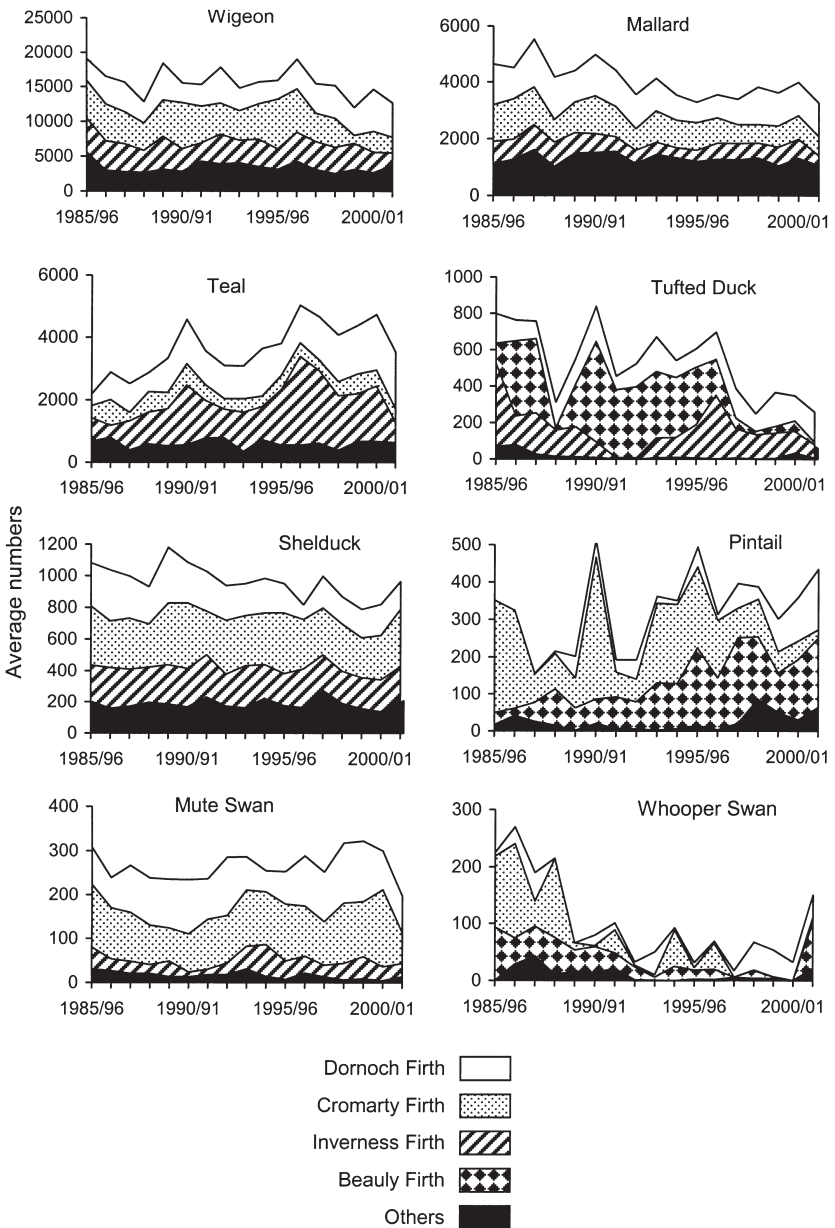 Wigeon
25000
20000
15000
10000
5000
0
1985/96 1990/91 1995/96 2000/01
Mallard
6000
4000
2000
0
1985/96 1990/91 1995/96 2000/01
Teal
6000
4000
2000
0
1985/96 1990/91 1995/96 2000/01
Tufted Duck
1000
800
600
400
200
0
1985/96 1990/91 1995/96 2000/01
Average numbers
Shelduck
1200
1000
800
600
400
200
0
1985/96 1990/91 1995/96 2000/01
Pintail
500
400
300
200
100
0
1985/96 1990/91 1995/96 2000/01
Mute Swan
400
300
200
100
0
1985/96 1990/91 1995/96 2000/01
Whooper Swan
300
200
100
0
1985/96 1990/91 1995/96 2000/01
Dornoch Firth
Cromarty Firth
Inverness Firth
Beauly Firth
Others